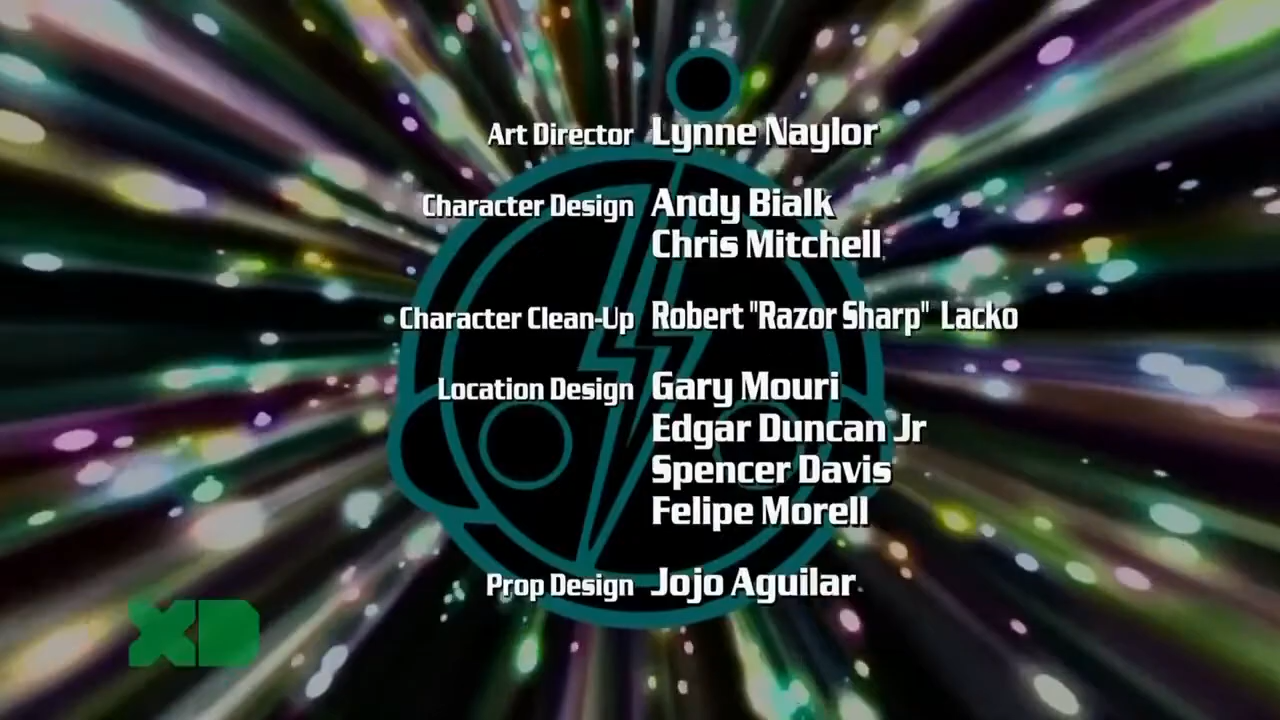 Art Director Lynne Naylor
Character Design Andy Bialk
Chris Mitchell
Character Clean-Up Robert "Razor Sharp" Lacko
Location Design Gary Mouri
Edgar Duncan Jr
Spencer Davis
Felipe Morell
Prop Design Jojo Aguilar
XD